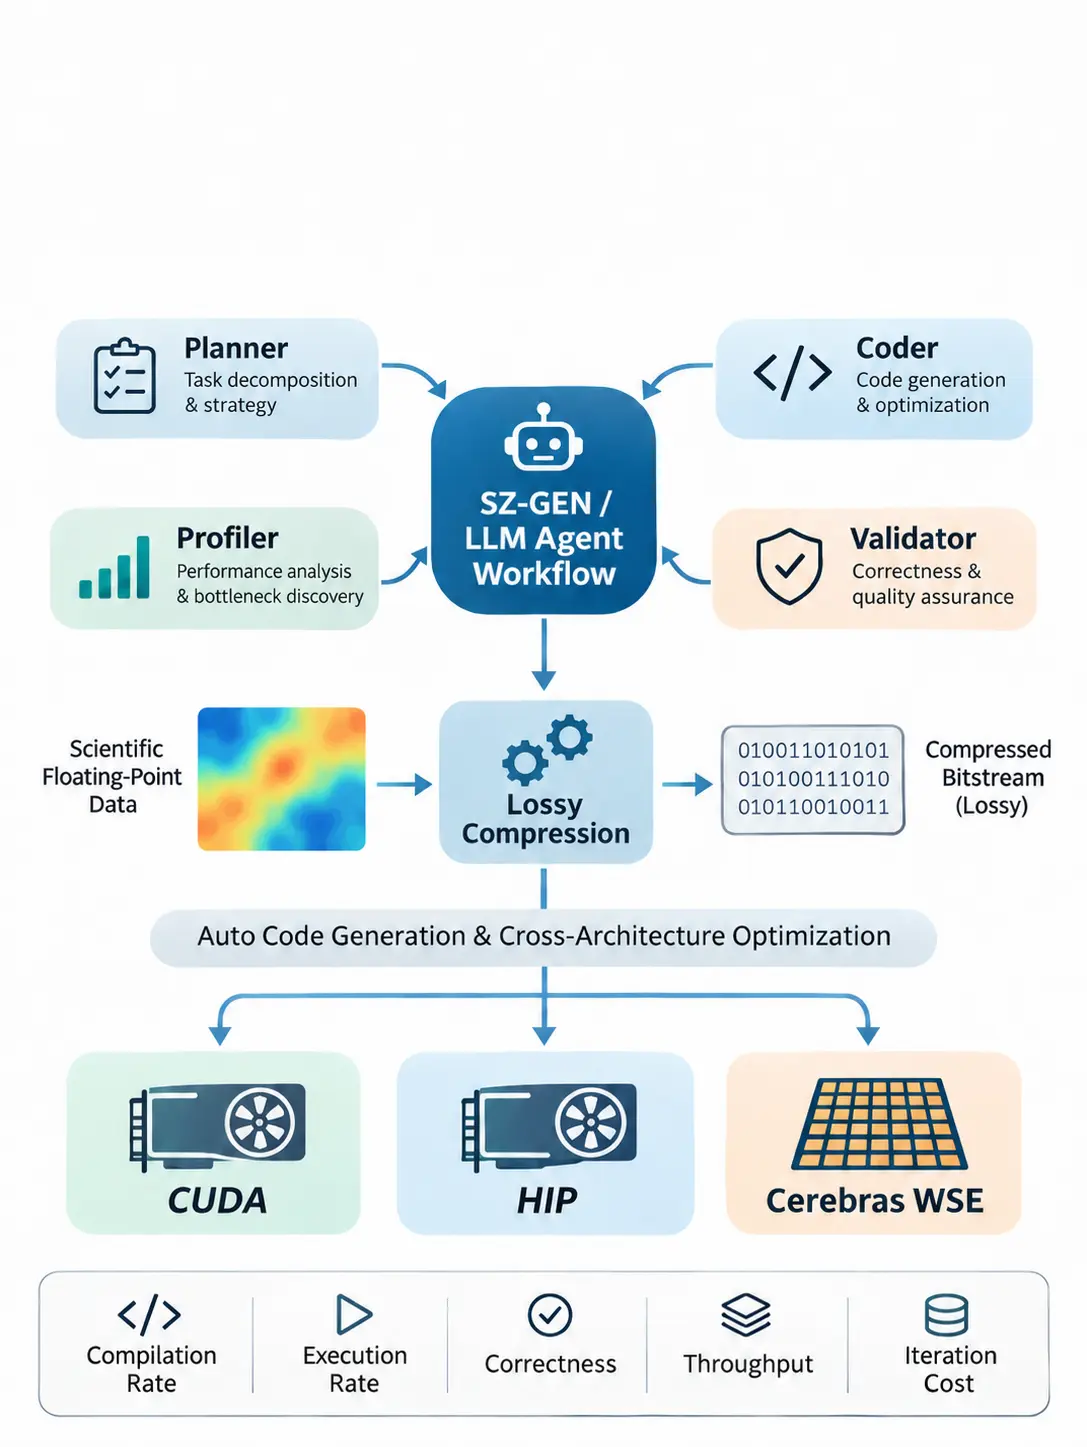 Planner
Task decomposition
& strategy
Coder
Code generation
& optimization
SZ-GEN /
LLM Agent
Workflow
Profiler
Performance analysis
& bottleneck discovery
Validator
Correctness &
quality assurance
Scientific
Floating-Point
Data
Lossy
Compression
010011010101
010100111010
010110010011
Compressed
Bitstream
(Lossy)
Auto Code Generation & Cross-Architecture Optimization
CUDA
HIP
Cerebras WSE
Compilation
Rate
Execution
Rate
Correctness
Throughput
Iteration
Cost